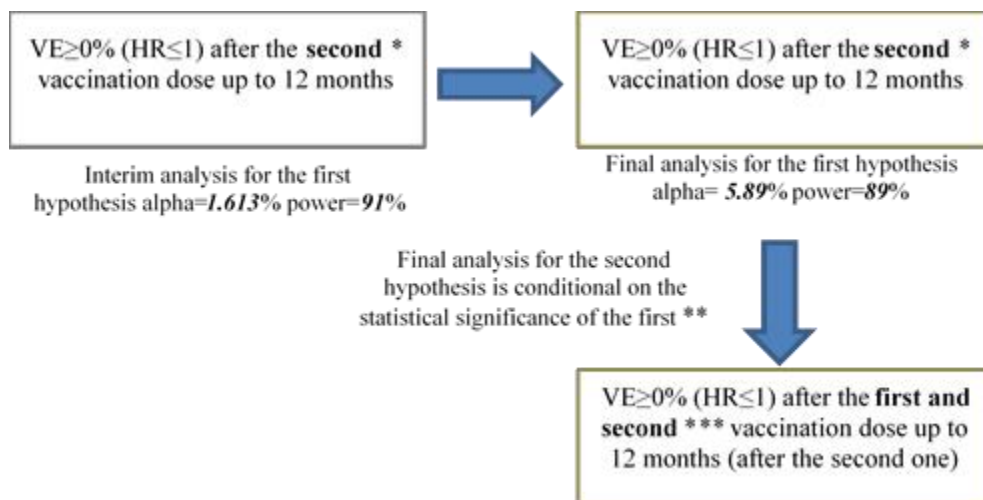 VE≥0% (HR≤1) after the second *
vaccination dose up to 12 months
Interim analysis for the first
hypothesis alpha=1.613% power=91%
VE≥0% (HR≤1) after the second *
vaccination dose up to 12 months
Final analysis for the first hypothesis
alpha= 5.89% power=89%
Final analysis for the second
hypothesis is conditional on the
statistical significance of the first **
VE≥0% (HR≤1) after the first and
second *** vaccination dose up to
12 months (after the second one)